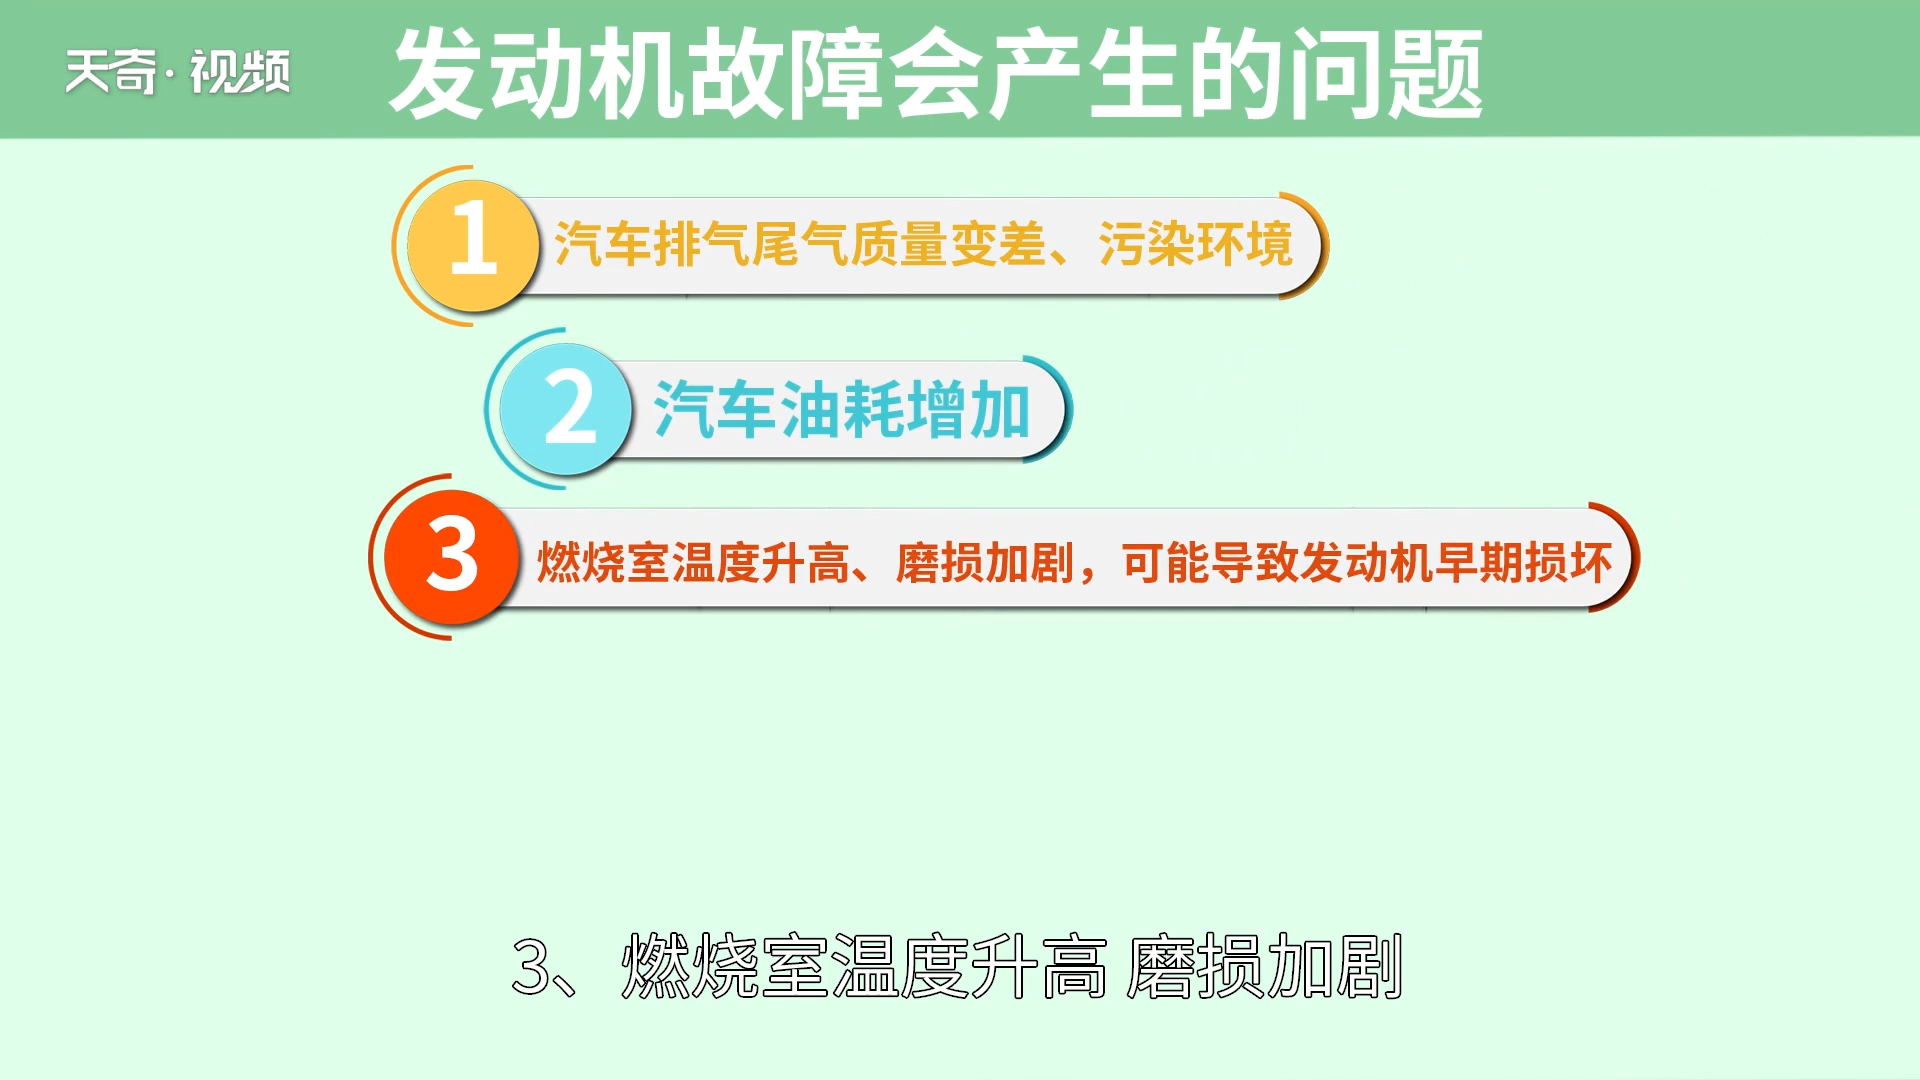 天奇·视频
发动机故障会产生的问题
1 汽车排气尾气质量变差、污染环境
2 汽车油耗增加
3 燃烧室温度升高、磨损加剧，可能导致发动机早期损坏
3、燃烧室温度升高 磨损加剧